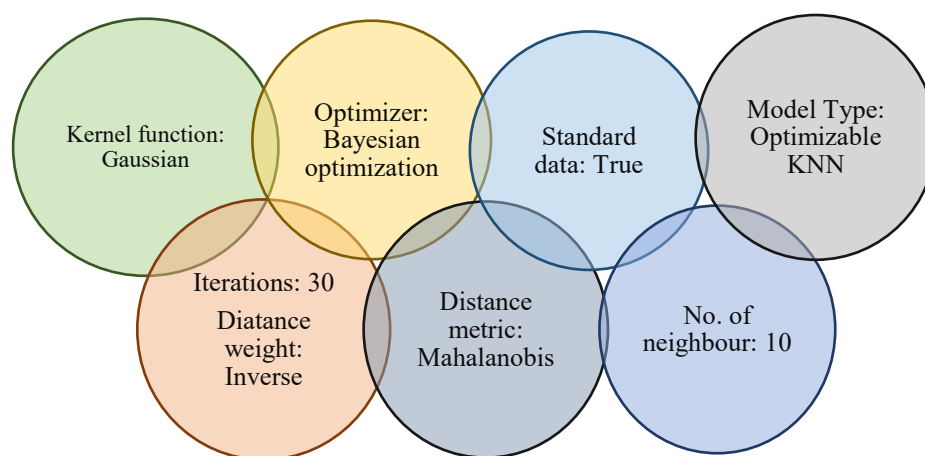 Kernel function:
Gaussian
Optimizer:
Bayesian
optimization
Standard
data: True
Model Type:
Optimizable
KNN
Iterations: 30
Diatance
weight:
Inverse
Distance
metric:
Mahalanobis
No. of
neighbour: 10